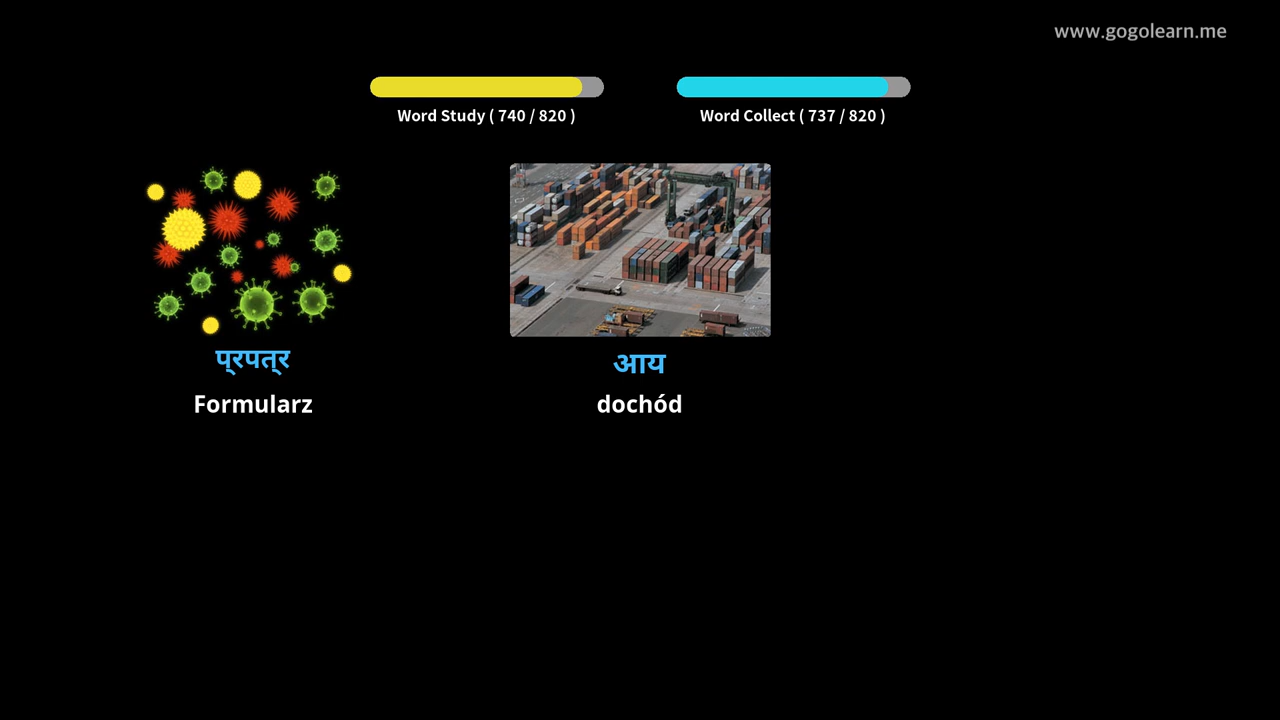 www.gogolearn.me
Word Study ( 740 / 820 )
Word Collect ( 737 / 820 )
प्रपत्र
Formularz
आय
dochód